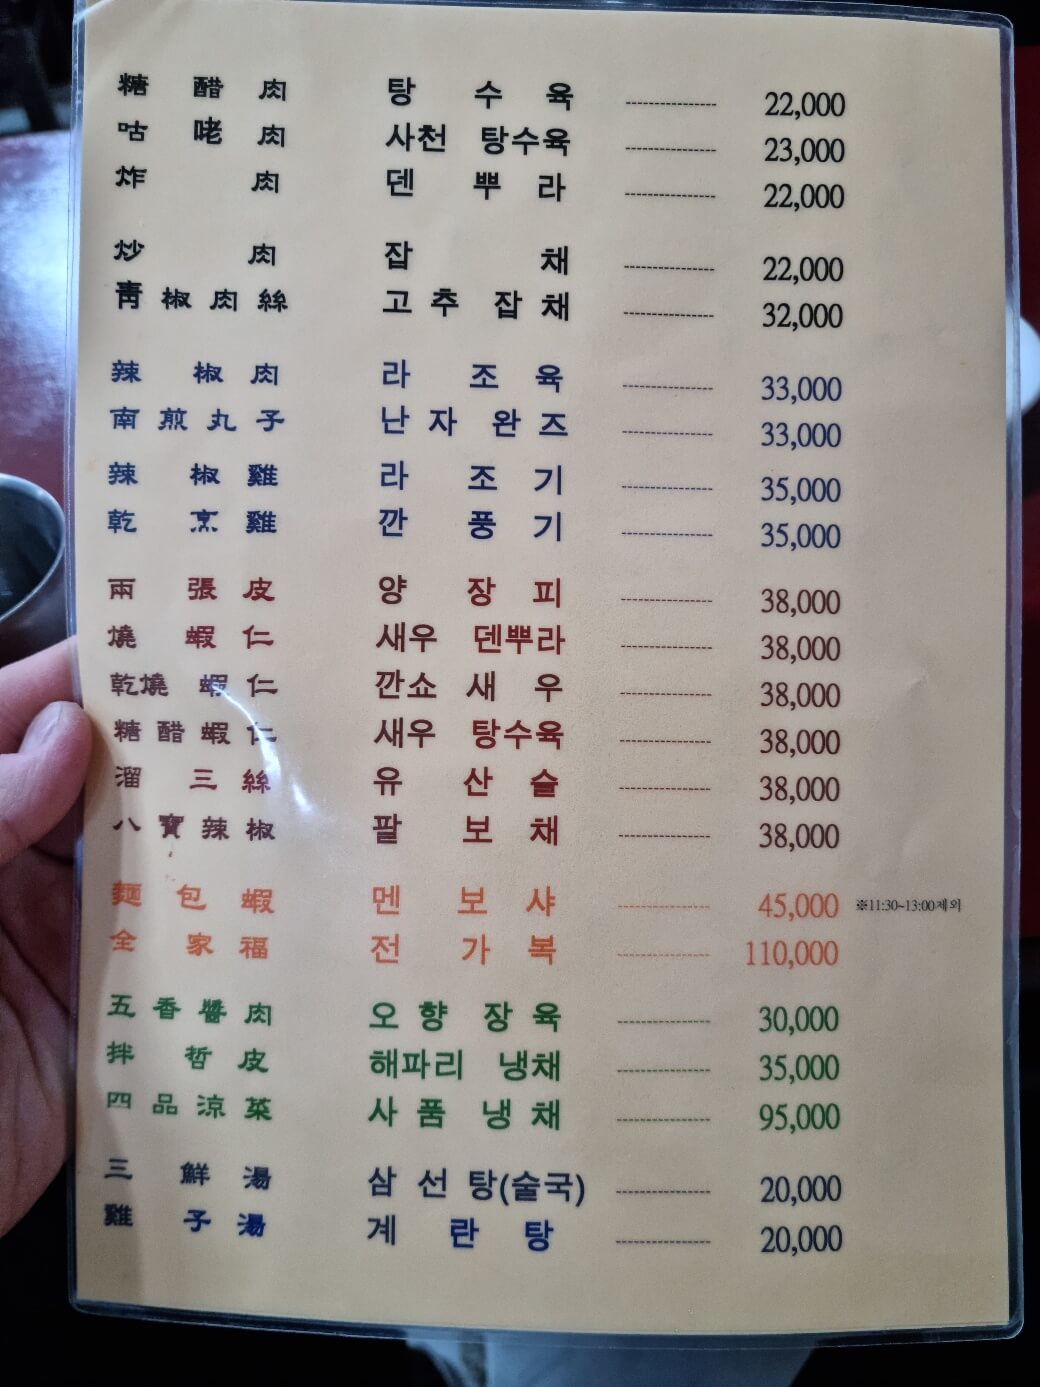 糖醋肉 탕수육 ---------------- 22,000
咕咾肉 사천 탕수육 ---------------- 23,000
炸肉 덴뿌라 ---------------- 22,000
炒肉 잡채 ---------------- 22,000
靑椒肉絲 고추잡채 ---------------- 32,000
辣椒肉 라조육 ---------------- 33,000
南煎丸子 난자완즈 ---------------- 33,000
辣椒雞 라조기 ---------------- 35,000
乾烹雞 깐풍기 ---------------- 35,000
兩張皮 양장피 ---------------- 38,000
燒蝦仁 새우 덴뿌라 ---------------- 38,000
乾燒蝦仁 깐쇼새우 ---------------- 38,000
糖醋蝦仁 새우 탕수육 ---------------- 38,000
溜三絲 유산슬 ---------------- 38,000
八寶辣椒 팔보채 ---------------- 38,000
麵包蝦 멘보샤 ---------------- 45,000 ※11:30~13:00제외
全家福 전가복 ---------------- 110,000
五香醬肉 오향장육 ---------------- 30,000
拌哲皮 해파리 냉채 ---------------- 35,000
四品涼菜 사품냉채 ---------------- 95,000
三鮮湯 삼선탕(술국) ---------------- 20,000
雞子湯 계란탕 ---------------- 20,000